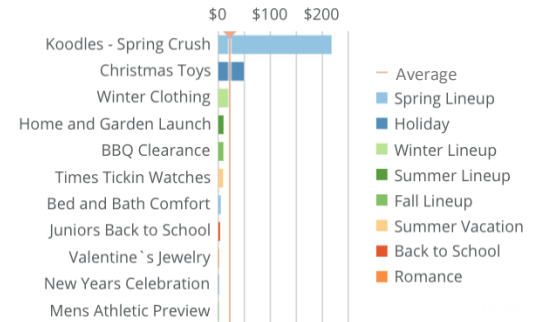 $0 $100 $200
Koodles - Spring Crush
Christmas Toys
Winter Clothing
Home and Garden Launch
BBQ Clearance
Times Tickin Watches
Bed and Bath Comfort
Juniors Back to School
Valentine`s Jewelry
New Years Celebration
Mens Athletic Preview
Average
Spring Lineup
Holiday
Winter Lineup
Summer Lineup
Fall Lineup
Summer Vacation
Back to School
Romance